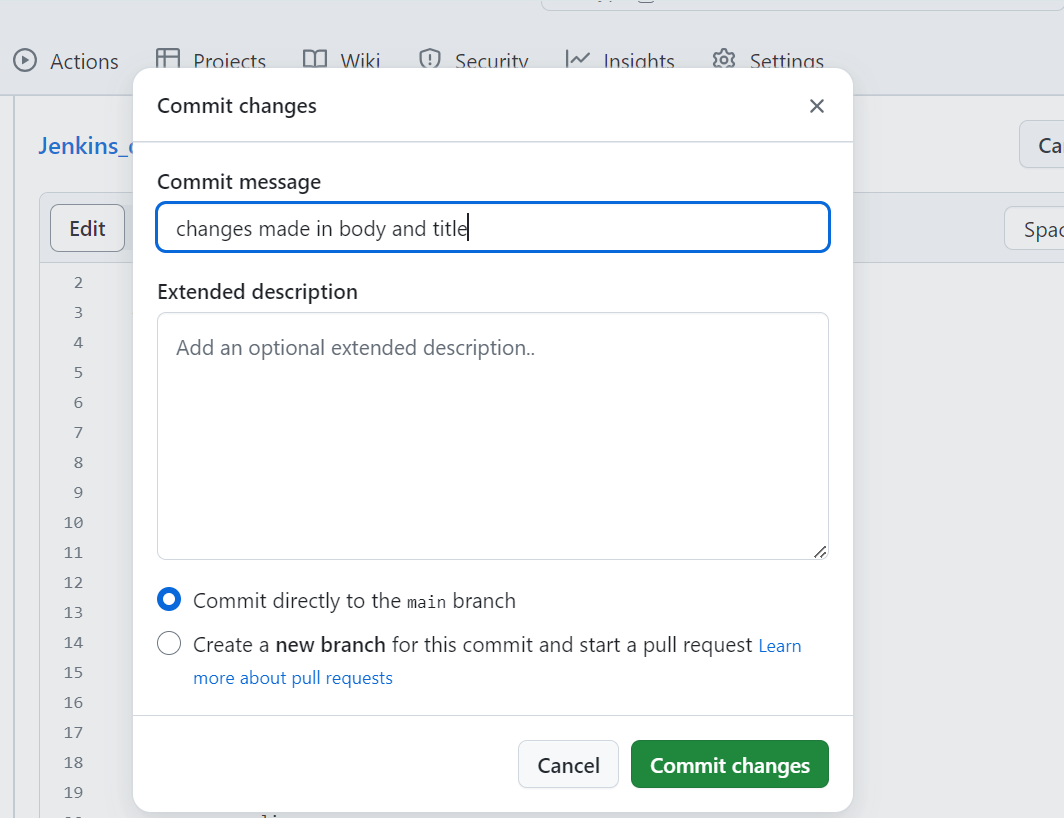 Actions Projects Wiki Security Insights Settings
Commit changes
Jenkins_
Commit message
Edit
changes made in body and title
Extended description
Add an optional extended description..
2
3
4
5
6
7
8
9
10
11
12
13
14
15
16
17
18
19
Commit directly to the main branch
Create a new branch for this commit and start a pull request Learn
more about pull requests
Cancel Commit changes